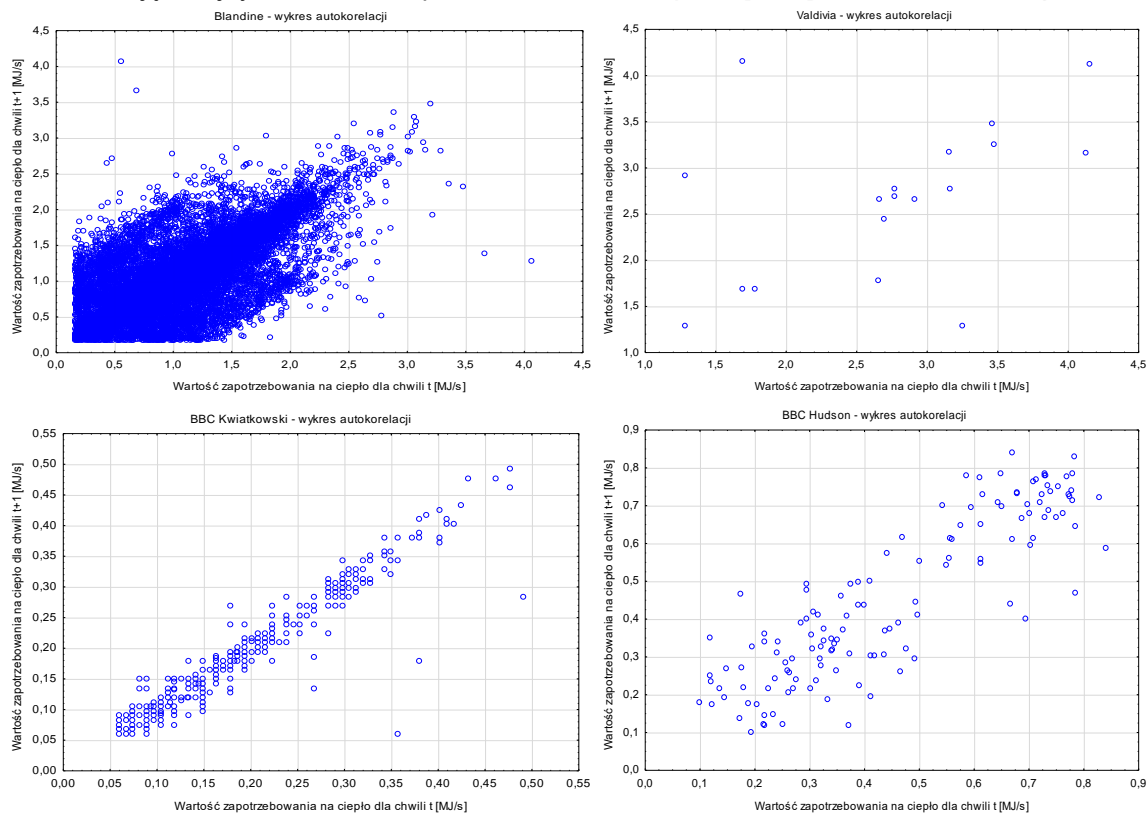 Blandine - wykres autokorelacji
Wartość zapotrzebowania na ciepło dla chwili t+1 [MJ/s]
4,5
4,0
3,5
3,0
2,5
2,0
1,5
1,0
0,5
0,0
0,0 0,5 1,0 1,5 2,0 2,5 3,0 3,5 4,0 4,5
Wartość zapotrzebowania na ciepło dla chwili t [MJ/s]
Valdivia - wykres autokorelacji
Wartość zapotrzebowania na ciepło dla chwili t+1 [MJ/s]
4,5
4,0
3,5
3,0
2,5
2,0
1,5
1,0
1,0 1,5 2,0 2,5 3,0 3,5 4,0 4,5
Wartość zapotrzebowania na ciepło dla chwili t [MJ/s]
BBC Kwiatkowski - wykres autokorelacji
Wartość zapotrzebowania na ciepło dla chwili t+1 [MJ/s]
0,55
0,50
0,45
0,40
0,35
0,30
0,25
0,20
0,15
0,10
0,05
0,00
0,00 0,05 0,10 0,15 0,20 0,25 0,30 0,35 0,40 0,45 0,50 0,55
Wartość zapotrzebowania na ciepło dla chwili t [MJ/s]
BBC Hudson - wykres autokorelacji
Wartość zapotrzebowania na ciepło dla chwili t+1 [MJ/s]
0,9
0,8
0,7
0,6
0,5
0,4
0,3
0,2
0,1
0,0
0,0 0,1 0,2 0,3 0,4 0,5 0,6 0,7 0,8 0,9
Wartość zapotrzebowania na ciepło dla chwili t [MJ/s]